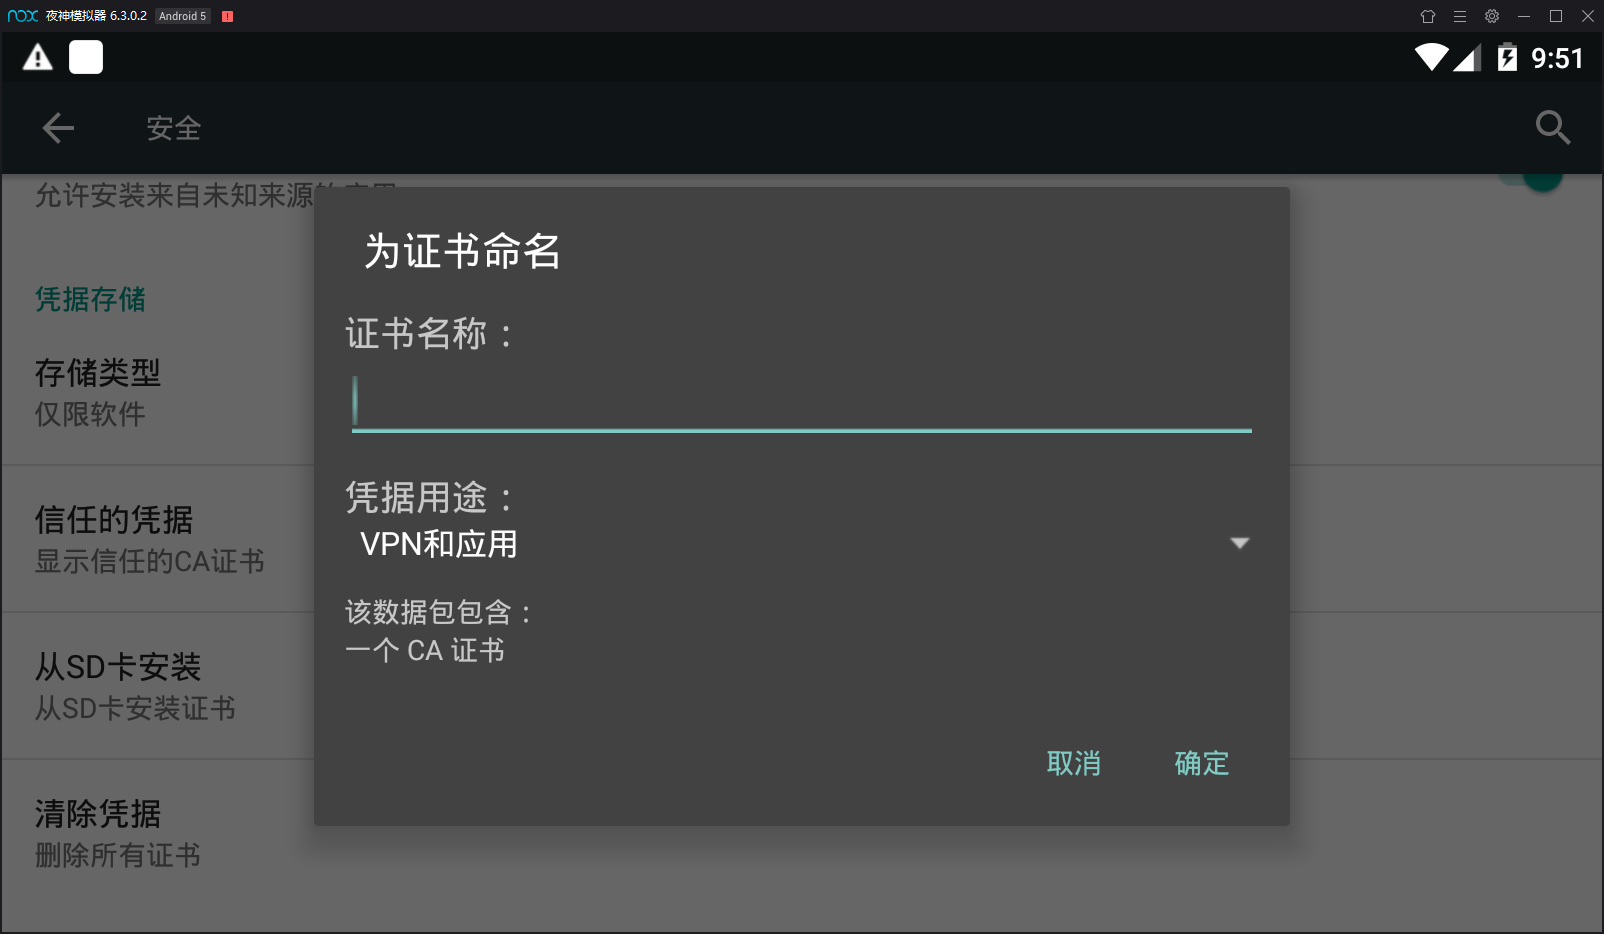 nox 夜神模拟器 6.3.0.2 Android 5
9:51
安全
允许安装来自未知来源的应用
凭据存储
存储类型
仅限软件
信任的凭据
显示信任的CA证书
从SD卡安装
从SD卡安装证书
清除凭据
删除所有证书
为证书命名
证书名称：
凭据用途：
VPN和应用
该数据包包含：
一个 CA 证书
取消 确定